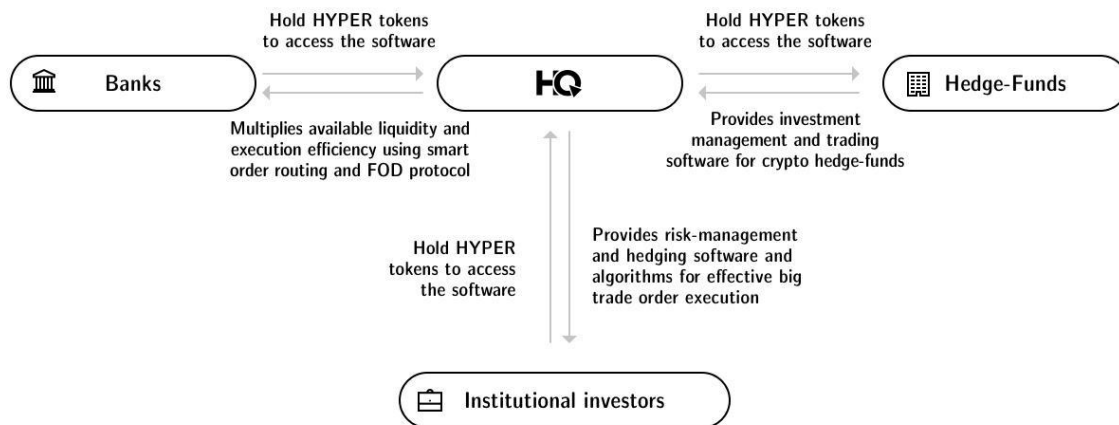 Hold HYPER tokens
to access the software
Hold HYPER tokens
to access the software
Banks
HQ
Hedge-Funds
Multiplies available liquidity and
execution efficiency using smart
order routing and FOD protocol
Provides investment
management and trading
software for crypto hedge-funds
Hold HYPER
tokens to access
the software
Provides risk-management
and hedging software and
algorithms for effective big
trade order execution
Institutional investors